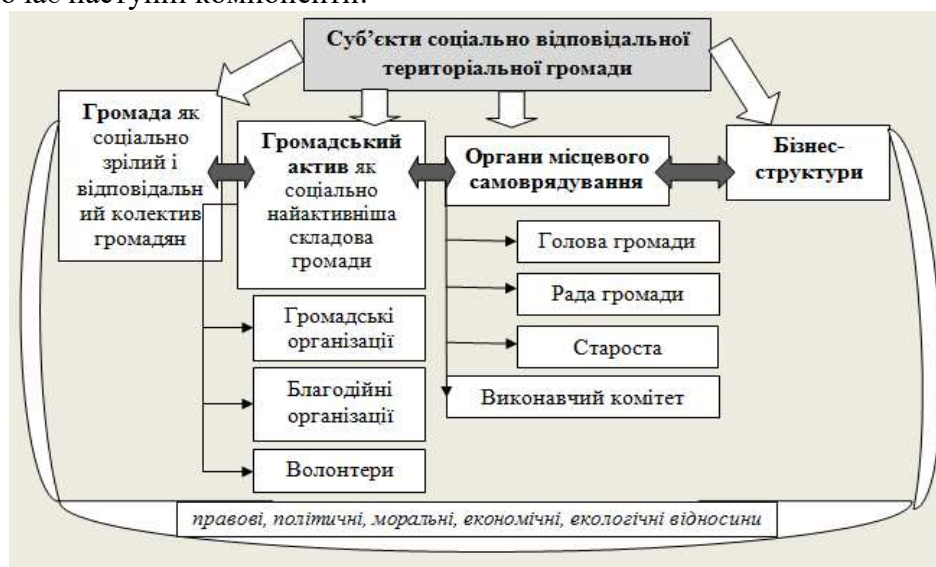 наступні компоненти:
Суб’єкти соціально відповідальної
територіальної громади
Громада як
соціально
зрілий і
відповідальн
ий колектив
громадян
Громадський
актив як
соціально
найактивніша
складова
громади
Органи місцевого
самоврядування
Бізнес-
структури
Голова громади
Рада громади
Староста
Виконавчий комітет
Громадські
організації
Благодійні
організації
Волонтери
правові, політичні, моральні, економічні, екологічні відносини